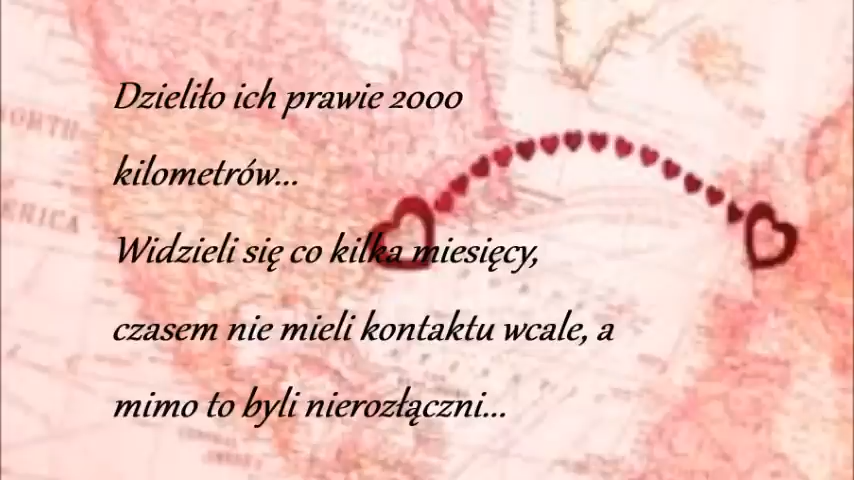 Dzieliło ich prawie 2000
kilometrów...
Widzieli się co kilka miesięcy,
czasem nie mieli kontaktu wcale, a
mimo to byli nierozłączni...
NORTH